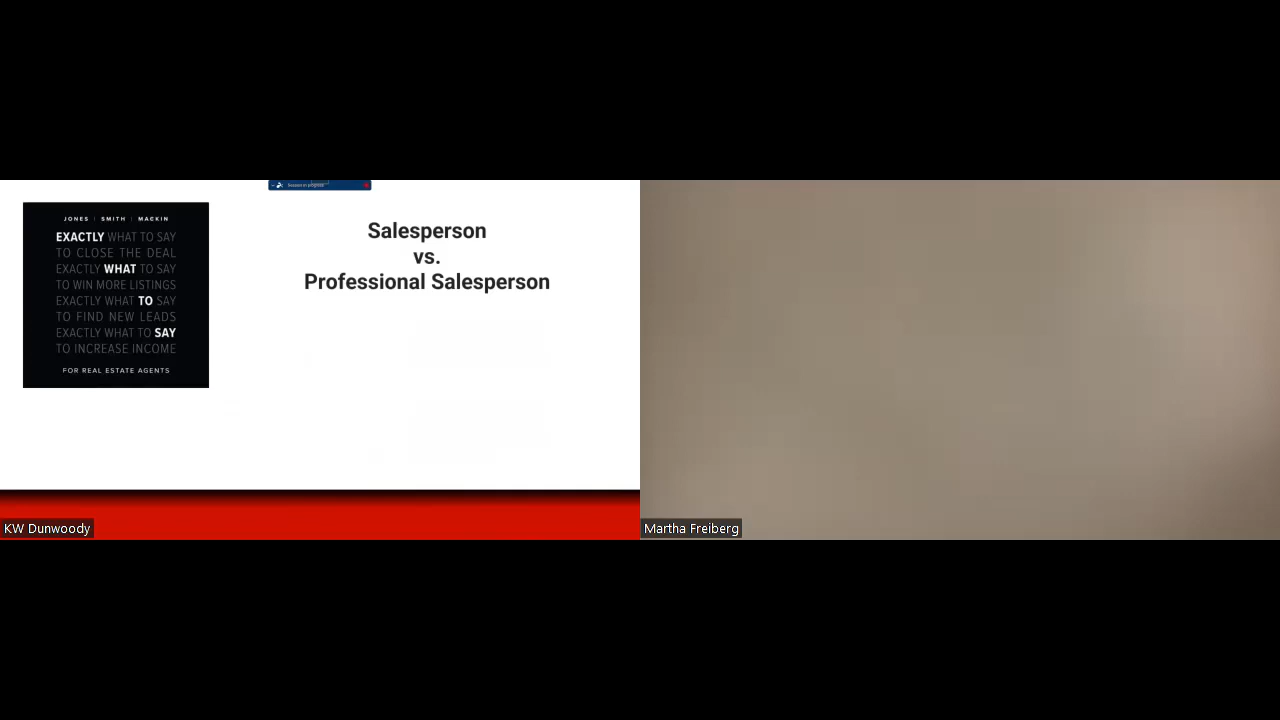 JONES | SMITH | MACKIN
EXACTLY WHAT TO SAY
TO CLOSE THE DEAL
EXACTLY WHAT TO SAY
TO WIN MORE LISTINGS
EXACTLY WHAT TO SAY
TO FIND NEW LEADS
EXACTLY WHAT TO SAY
TO INCREASE INCOME
FOR REAL ESTATE AGENTS
Salesperson
vs.
Professional Salesperson
KW Dunwoody
Martha Freiberg